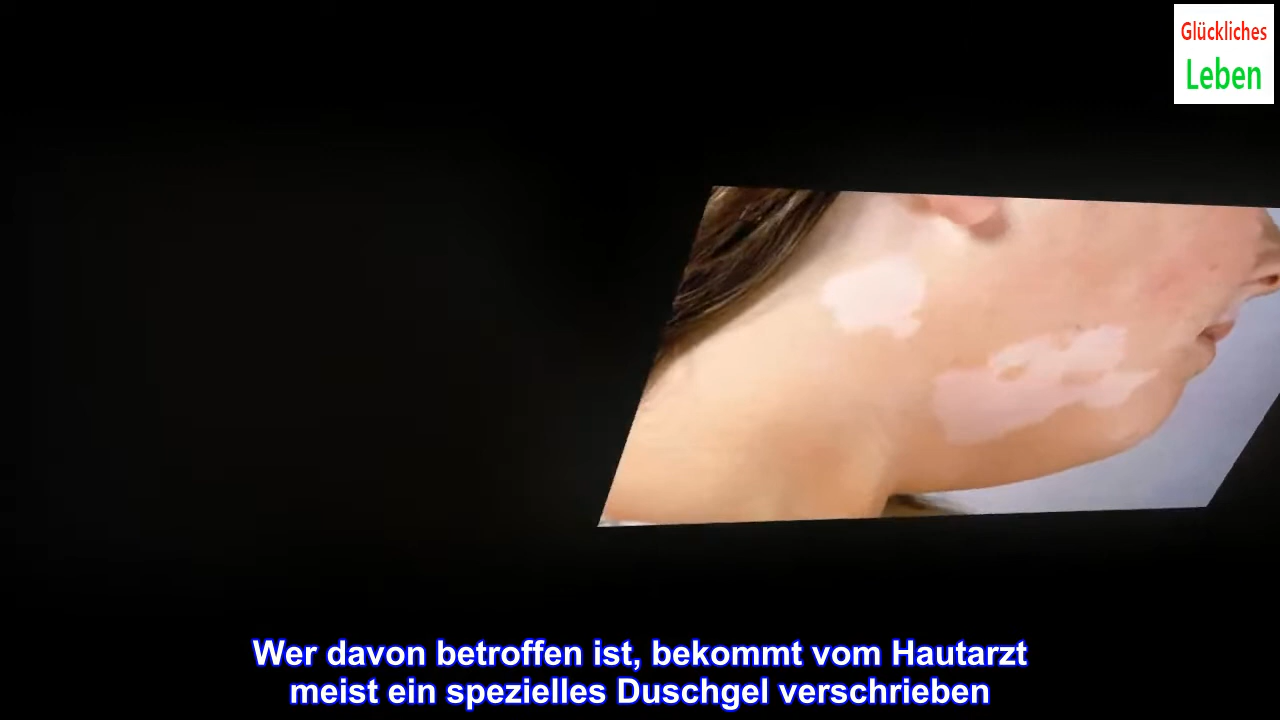 Glückliches
Leben
Wer davon betroffen ist, bekommt vom Hautarzt
meist ein spezielles Duschgel verschrieben